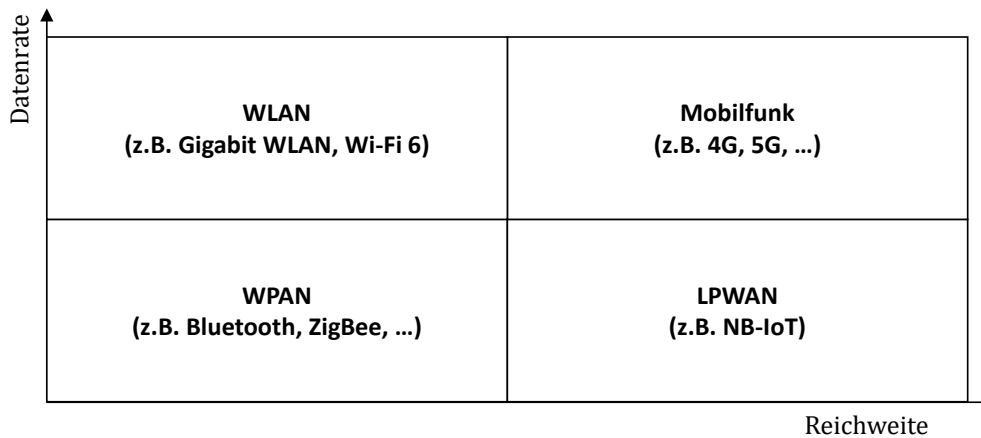 Datenrate
WLAN
(z.B. Gigabit WLAN, Wi-Fi 6)
Mobilfunk
(z.B. 4G, 5G, …)
WPAN
(z.B. Bluetooth, ZigBee, …)
LPWAN
(z.B. NB-IoT)
Reichweite